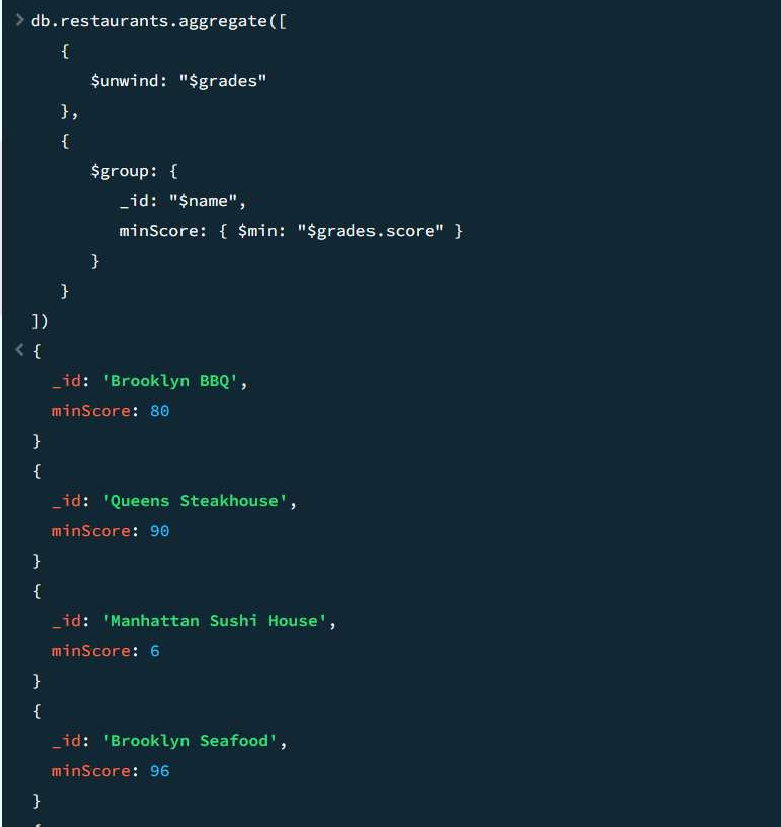 > db.restaurants.aggregate([
{
$unwind: "$grades"
},
{
$group: {
_id: "$name",
minScore: { $min: "$grades.score" }
}
}
])
< {
_id: 'Brooklyn BBQ',
minScore: 80
}
{
_id: 'Queens Steakhouse',
minScore: 90
}
{
_id: 'Manhattan Sushi House',
minScore: 6
}
{
_id: 'Brooklyn Seafood',
minScore: 96
}